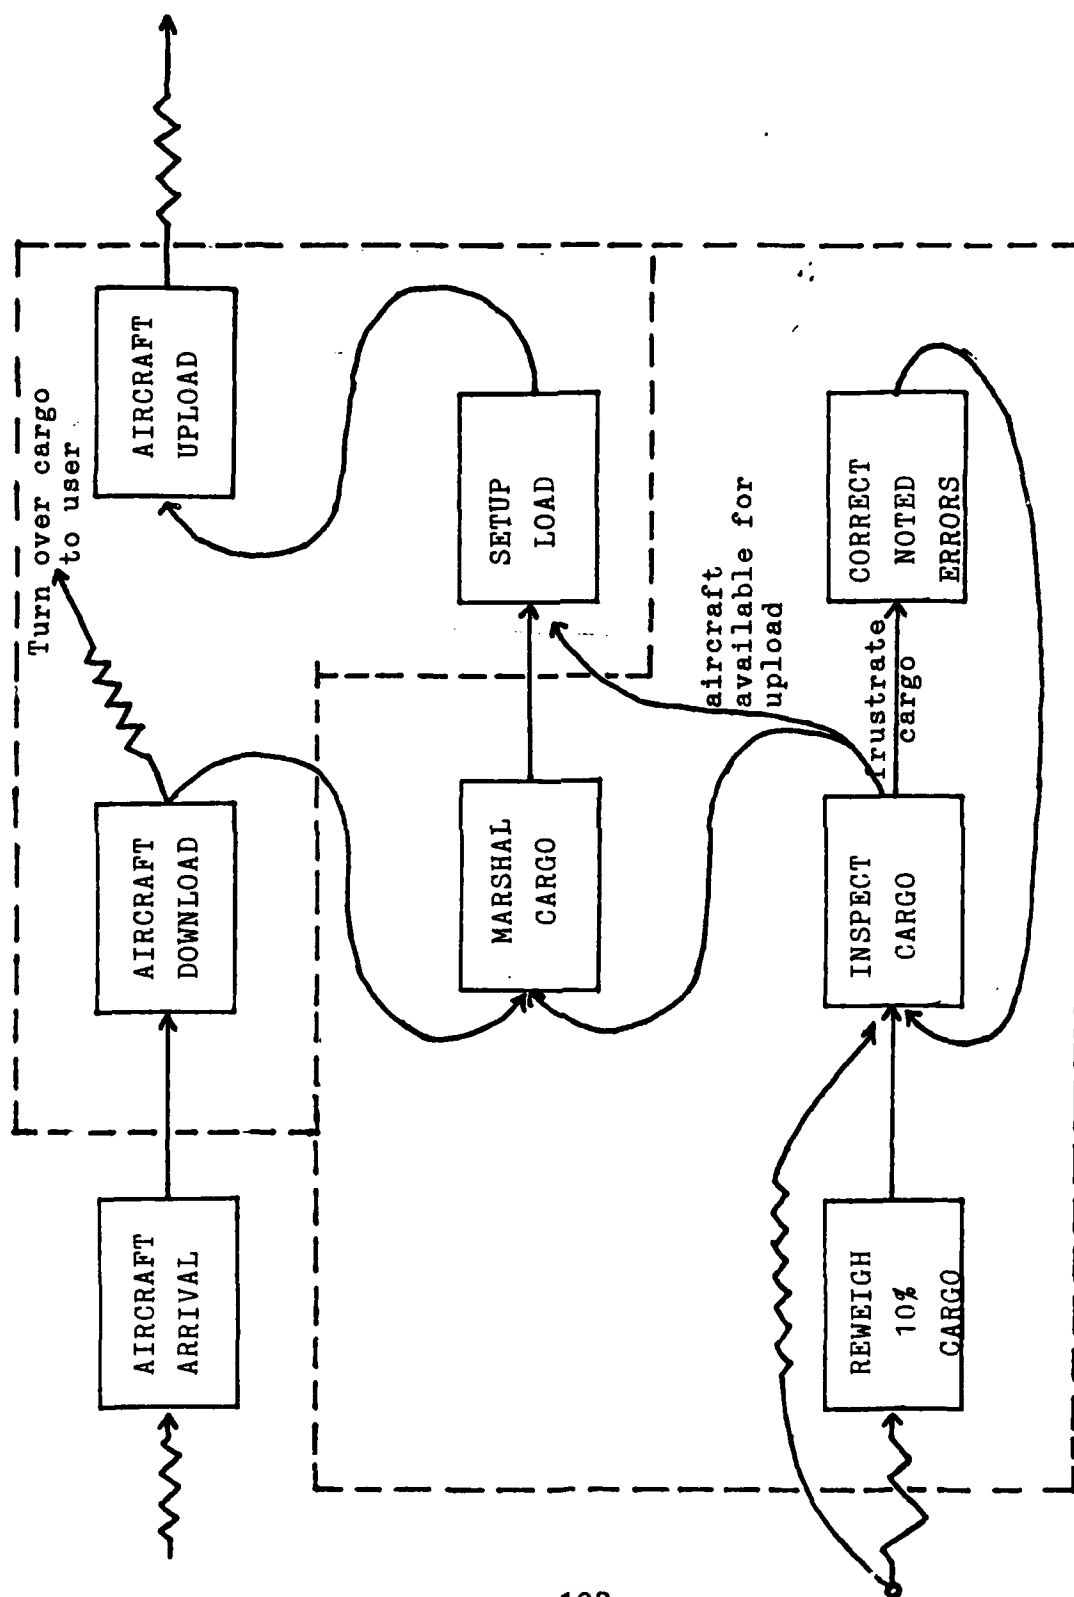 AIRCRAFT
ARRIVAL
AIRCRAFT
DOWNLOAD
Turn over cargo
to user
AIRCRAFT
UPLOAD
MARSHAL
CARGO
SETUP
LOAD
aircraft
available for
upload
REWEIGH
10%
CARGO
INSPECT
CARGO
frustrate
cargo
CORRECT
NOTED
ERRORS